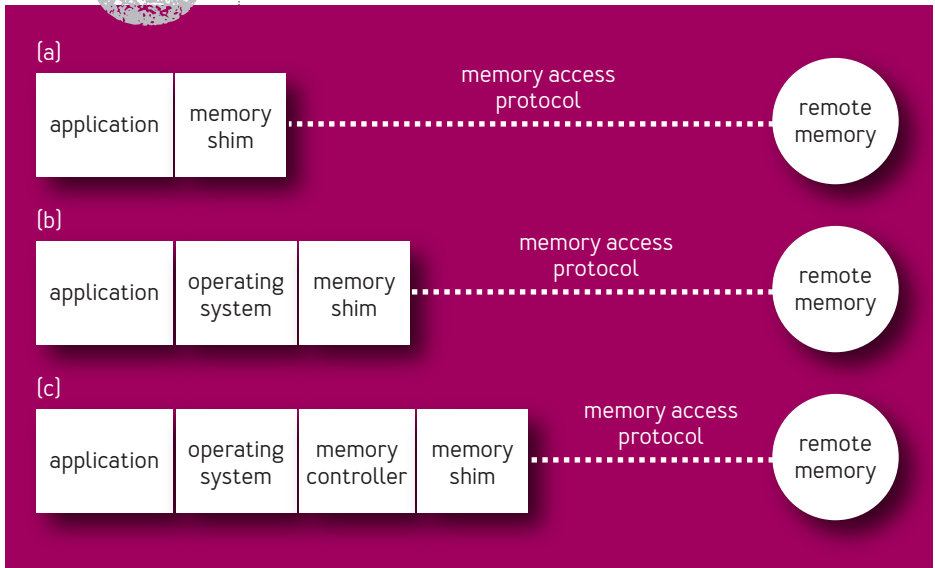 (a)
application
memory
shim
memory access
protocol
remote
memory
(b)
application
operating
system
memory
shim
memory access
protocol
remote
memory
(c)
application
operating
system
memory
controller
memory
shim
memory access
protocol
remote
memory